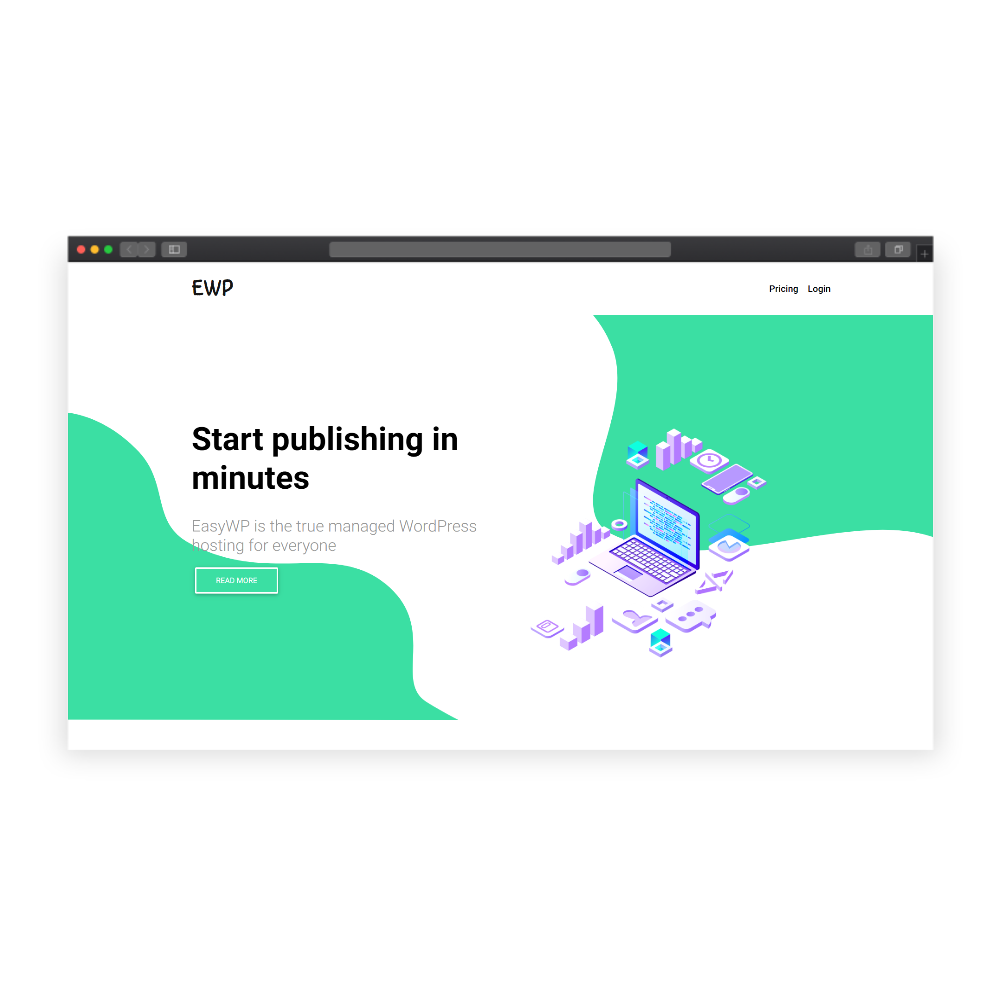 EWP
Pricing Login
Start publishing in
minutes
EasyWP is the true managed WordPress
hosting for everyone
READ MORE